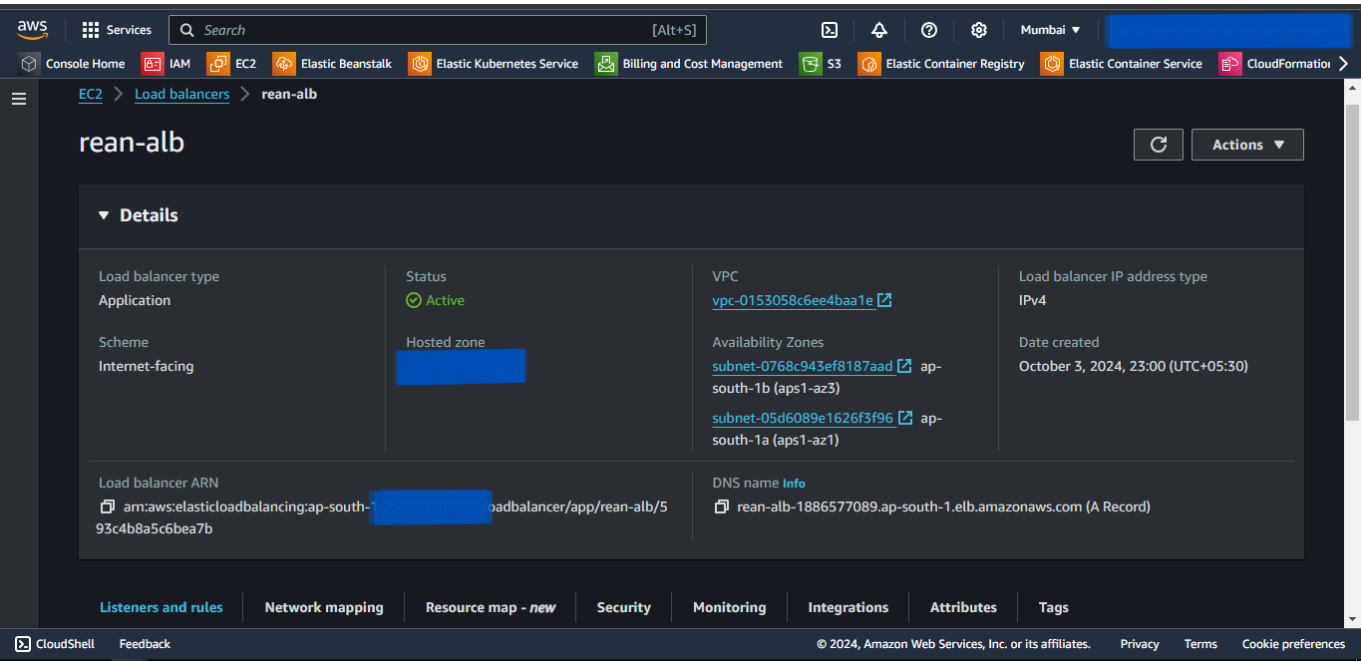 aws Services Search [Alt+S] Mumbai
Console Home IAM EC2 Elastic Beanstalk Elastic Kubernetes Service Billing and Cost Management S3 Elastic Container Registry Elastic Container Service CloudFormation
EC2 > Load balancers > rean-alb
rean-alb
Actions
Details
Load balancer type
Application
Status
Active
VPC
vpc-0153058c6ee4baa1e
Load balancer IP address type
IPv4
Scheme
Internet-facing
Hosted zone
Availability Zones
subnet-0768c943ef8187aad ap-
south-1b (aps1-az3)
subnet-05d6089e1626f3f96 ap-
south-1a (aps1-az1)
Date created
October 3, 2024, 23:00 (UTC+05:30)
Load balancer ARN
arn:aws:elasticloadbalancing:ap-south- oadbalancer/app/rean-alb/5
93c4b8a5c6bea7b
DNS name Info
rean-alb-1886577089.ap-south-1.elb.amazonaws.com (A Record)
Listeners and rules Network mapping Resource map - new Security Monitoring Integrations Attributes Tags
CloudShell Feedback © 2024, Amazon Web Services, Inc. or its affiliates. Privacy Terms Cookie preferences